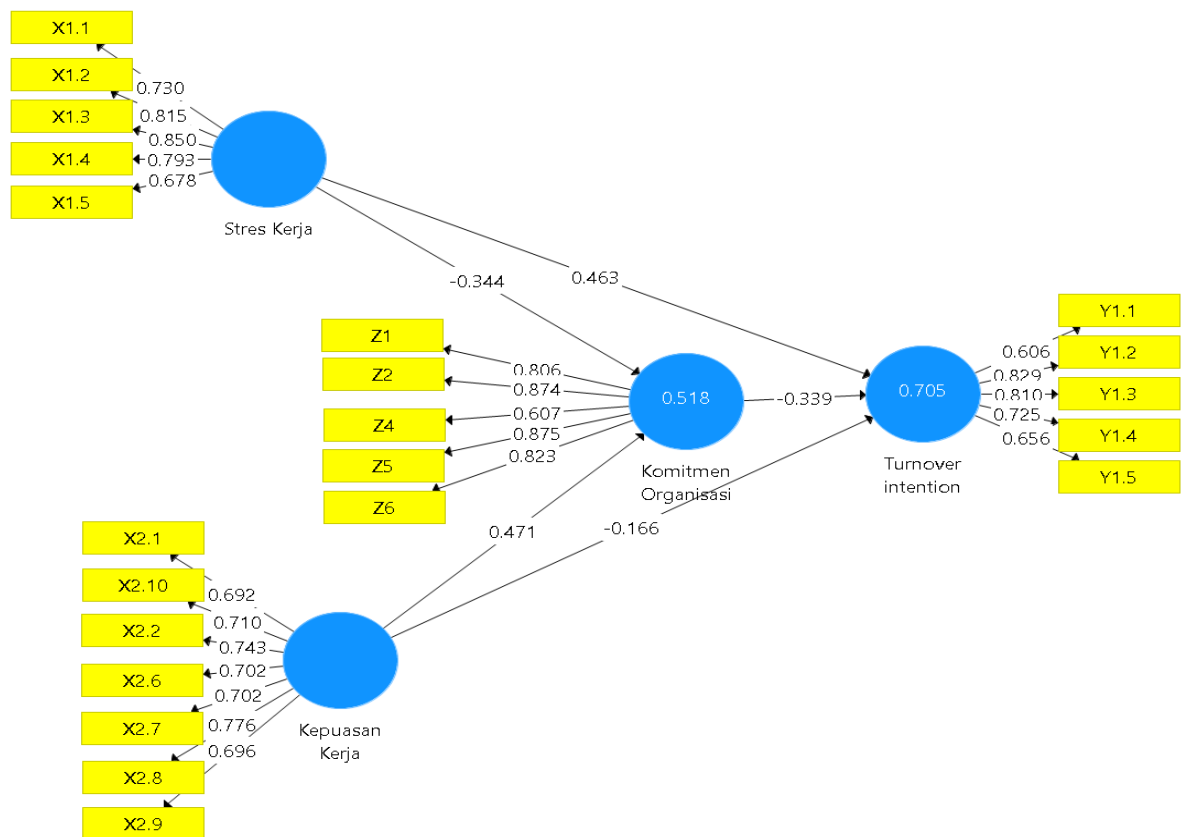 X1.1
0.730
X1.2
0.815
X1.3
0.850
X1.4
0.793
X1.5
0.678
Stres Kerja
-0.344
0.463
Z1
0.806
Z2
0.874
Z4
0.607
Z5
0.875
Z6
0.823
0.518
Komitmen
Organisasi
-0.339
0.705
Turnover
intention
Y1.1
0.606
Y1.2
0.829
Y1.3
0.810
Y1.4
0.725
Y1.5
0.656
0.471
-0.166
X2.1
0.692
X2.10
0.710
X2.2
0.743
X2.6
0.702
X2.7
0.702
X2.8
0.776
X2.9
0.696
Kepuasan
Kerja